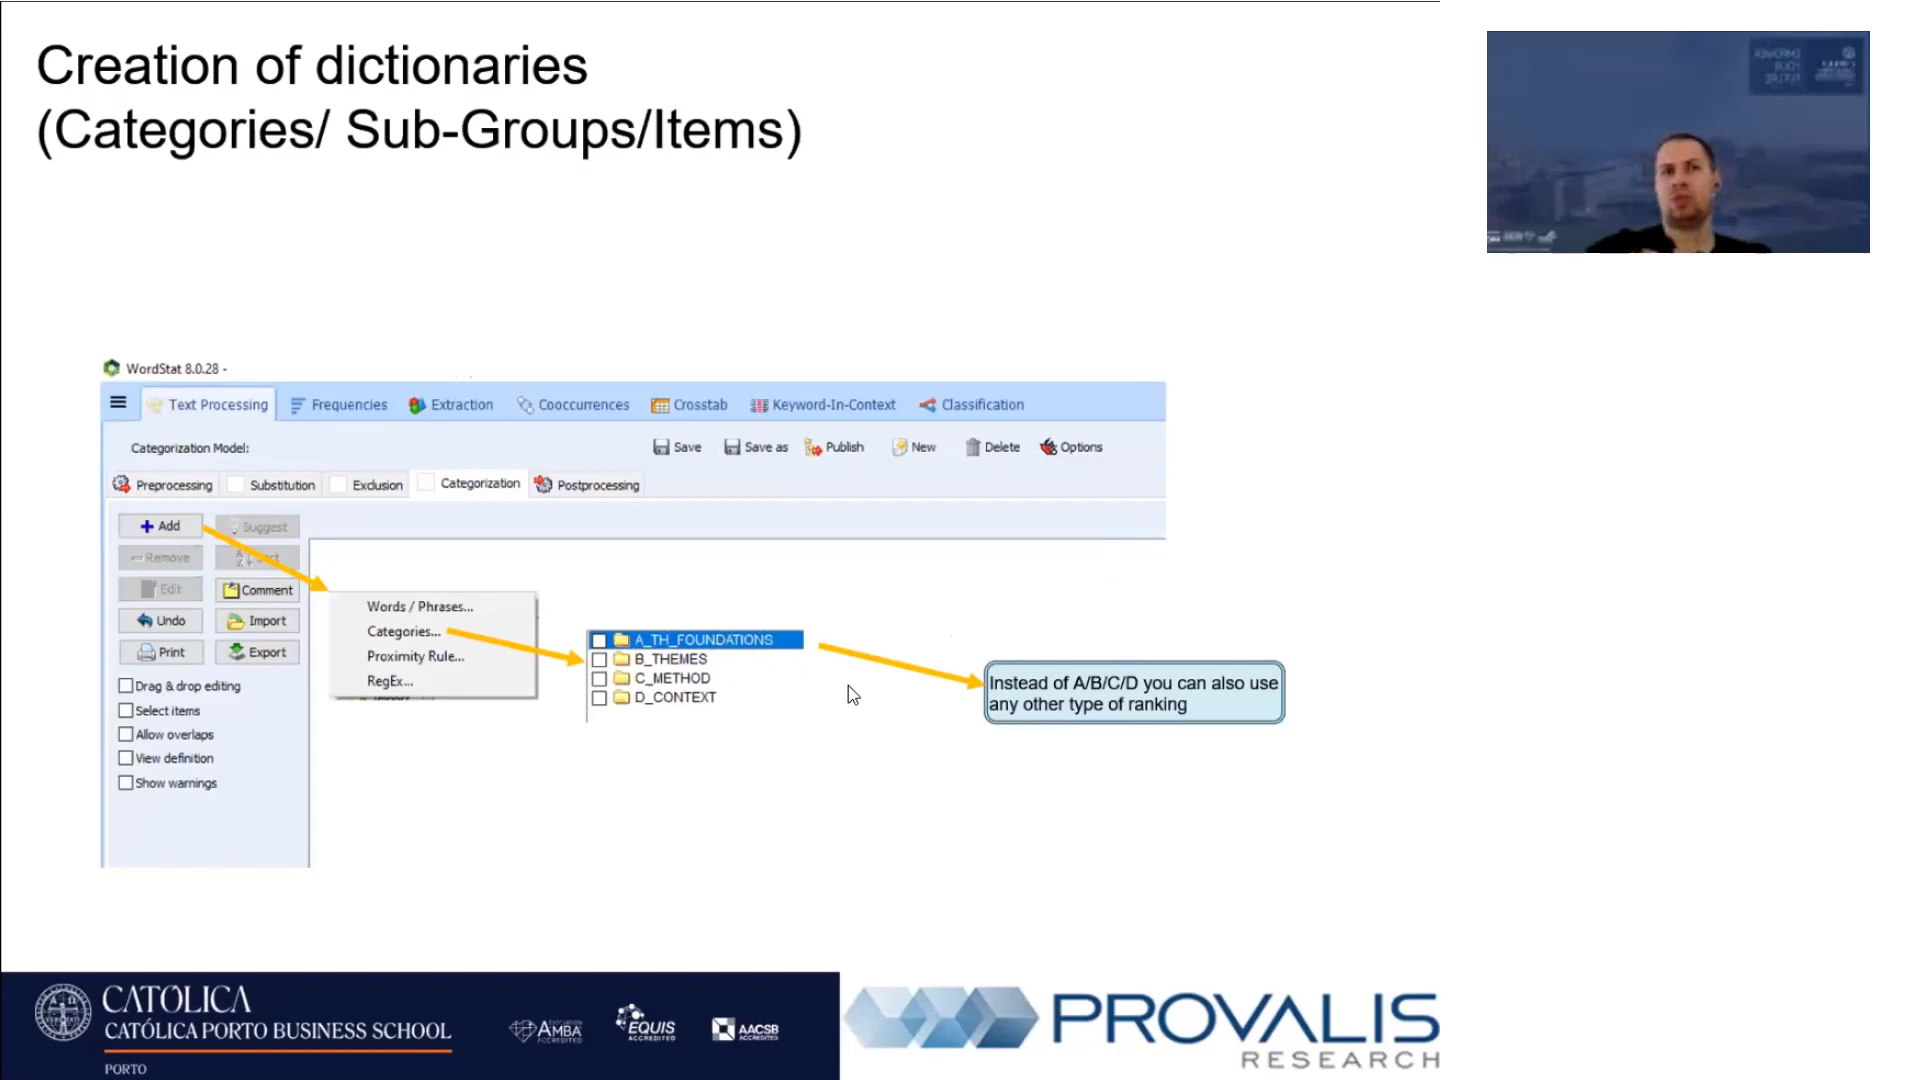 Creation of dictionaries
(Categories/ Sub-Groups/Items)
WordStat 8.0.28 -
Text Processing Frequencies Extraction Cooccurrences Crosstab Keyword-In-Context Classification
Categorization Model: Save Save as Publish New Delete Options
Preprocessing Substitution Exclusion Categorization Postprocessing
Add Suggest
Remove
Edit Comment
Undo Import
Print Export
Drag & drop editing
Select items
Allow overlaps
View definition
Show warnings
Words / Phrases...
Categories...
Proximity Rule...
RegEx...
A_TH_FOUNDATIONS
B_THEMES
C_METHOD
D_CONTEXT
Instead of A/B/C/D you can also use
any other type of ranking
CATÓLICA
CATÓLICA PORTO BUSINESS SCHOOL
PORTO
AMBA
ACCREDITED
EQUIS
ACCREDITED
AACSB
ACCREDITED
PROVALIS
RESEARCH